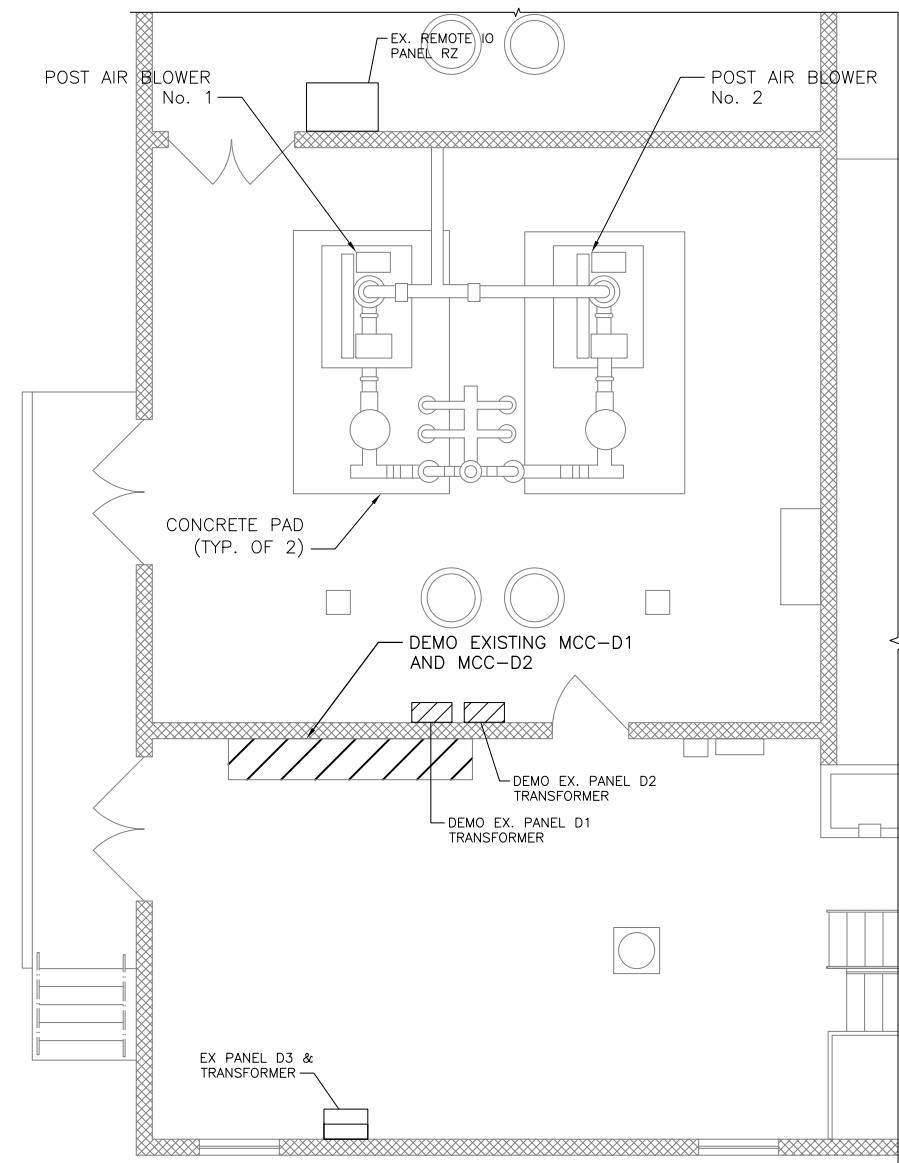 EX. REMOTE IO
PANEL RZ
POST AIR BLOWER
No. 1
POST AIR BLOWER
No. 2
CONCRETE PAD
(TYP. OF 2)
DEMO EXISTING MCC-D1
AND MCC-D2
DEMO EX. PANEL D2
TRANSFORMER
DEMO EX. PANEL D1
TRANSFORMER
EX PANEL D3 &
TRANSFORMER